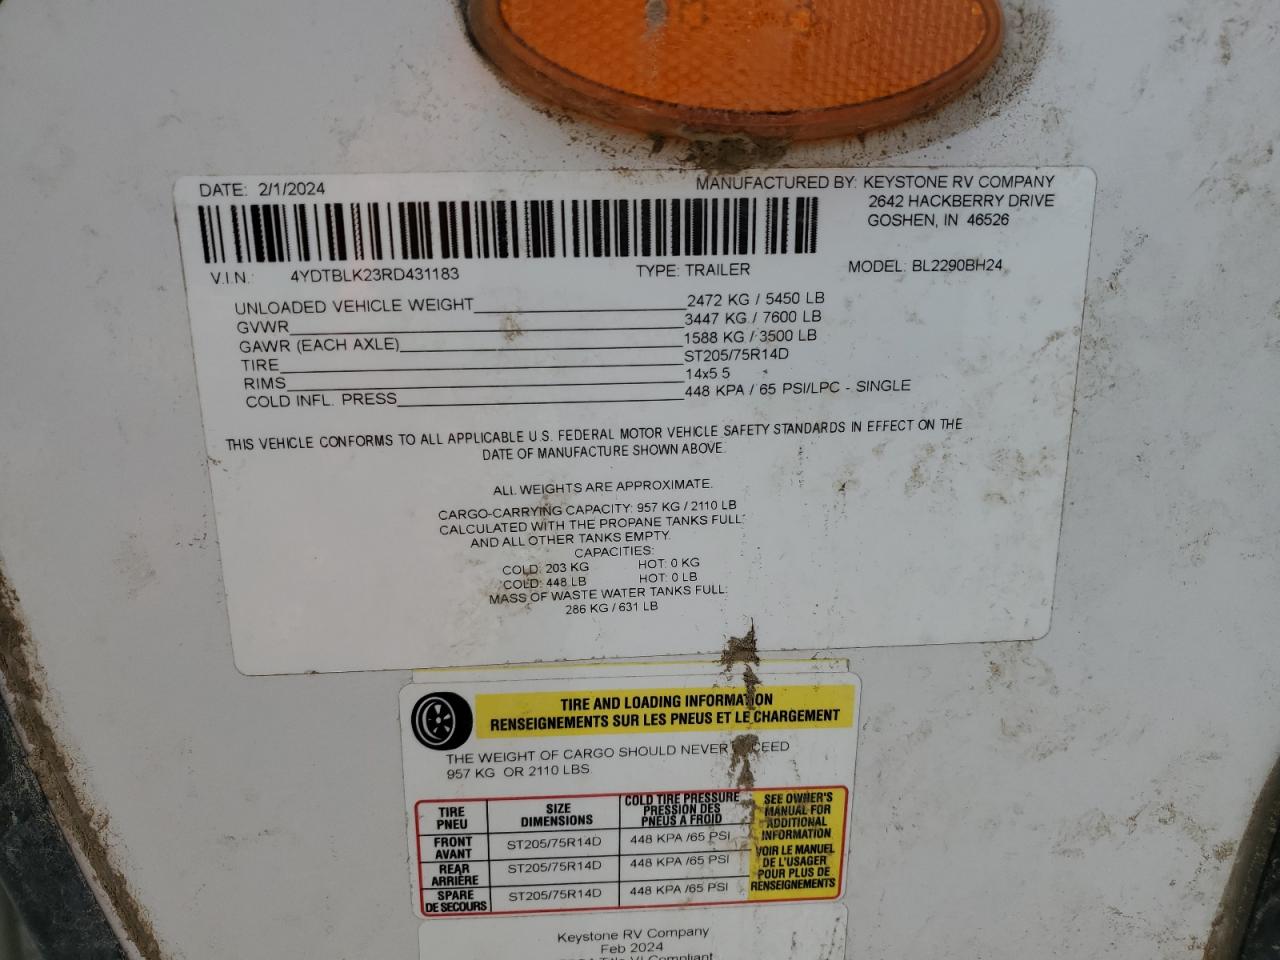 DATE: 2/1/2024
MANUFACTURED BY: KEYSTONE RV COMPANY
2642 HACKBERRY DRIVE
GOSHEN, IN 46526
V.I.N.: 4YDTBLK23RD431183 TYPE: TRAILER MODEL: BL2290BH24
UNLOADED VEHICLE WEIGHT 2472 KG / 5450 LB
GVWR 3447 KG / 7600 LB
GAWR (EACH AXLE) 1588 KG / 3500 LB
TIRE ST205/75R14D
RIMS 14x5 5
COLD INFL. PRESS 448 KPA / 65 PSI/LPC - SINGLE
THIS VEHICLE CONFORMS TO ALL APPLICABLE U.S. FEDERAL MOTOR VEHICLE SAFETY STANDARDS IN EFFECT ON THE
DATE OF MANUFACTURE SHOWN ABOVE.
ALL WEIGHTS ARE APPROXIMATE.
CARGO-CARRYING CAPACITY: 957 KG / 2110 LB
CALCULATED WITH THE PROPANE TANKS FULL
AND ALL OTHER TANKS EMPTY.
CAPACITIES:
COLD: 203 KG HOT: 0 KG
COLD: 448 LB HOT: 0 LB
MASS OF WASTE WATER TANKS FULL:
286 KG / 631 LB
TIRE AND LOADING INFORMATION
RENSEIGNEMENTS SUR LES PNEUS ET LE CHARGEMENT
THE WEIGHT OF CARGO SHOULD NEVER EXCEED
957 KG OR 2110 LBS
TIRE
PNEU
SIZE
DIMENSIONS
COLD TIRE PRESSURE
PRESSION DES
PNEUS A FROID
FRONT
AVANT
ST205/75R14D
448 KPA /65 PSI
REAR
ARRIÈRE
ST205/75R14D
448 KPA /65 PSI
SPARE
DE SECOURS
ST205/75R14D
448 KPA /65 PSI
SEE OWNER'S
MANUAL FOR
ADDITIONAL
INFORMATION
VOIR LE MANUEL
DE L'USAGER
POUR PLUS DE
RENSEIGNEMENTS
Keystone RV Company
Feb 2024
Title VI Compliant